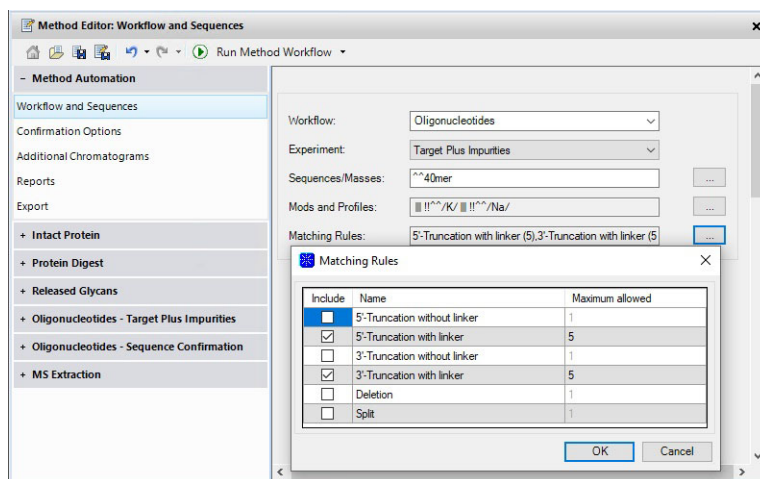 Method Editor: Workflow and Sequences
Run Method Workflow
- Method Automation
Workflow and Sequences
Confirmation Options
Additional Chromatograms
Reports
Export
+ Intact Protein
+ Protein Digest
+ Released Glycans
+ Oligonucleotides - Target Plus Impurities
+ Oligonucleotides - Sequence Confirmation
+ MS Extraction
Workflow: Oligonucleotides
Experiment: Target Plus Impurities
Sequences/Masses: ^^40mer ...
Mods and Profiles: !!^^/K/ !!^^/Na/ ...
Matching Rules: 5'-Truncation with linker (5),3'-Truncation with linker (5 ...
Matching Rules
Include Name Maximum allowed
5'-Truncation without linker 1
5'-Truncation with linker 5
3'-Truncation without linker 1
3'-Truncation with linker 5
Deletion 1
Split 1
OK Cancel